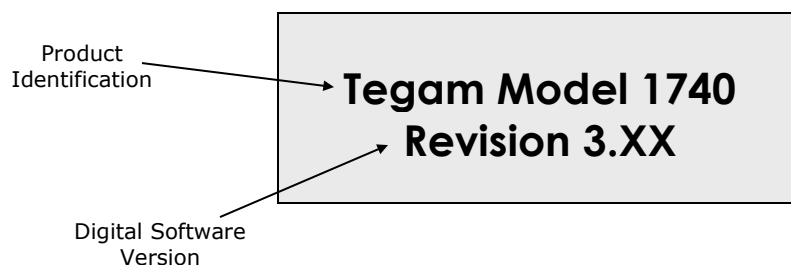 Product
Identification
Tegam Model 1740
Revision 3.XX
Digital Software
Version